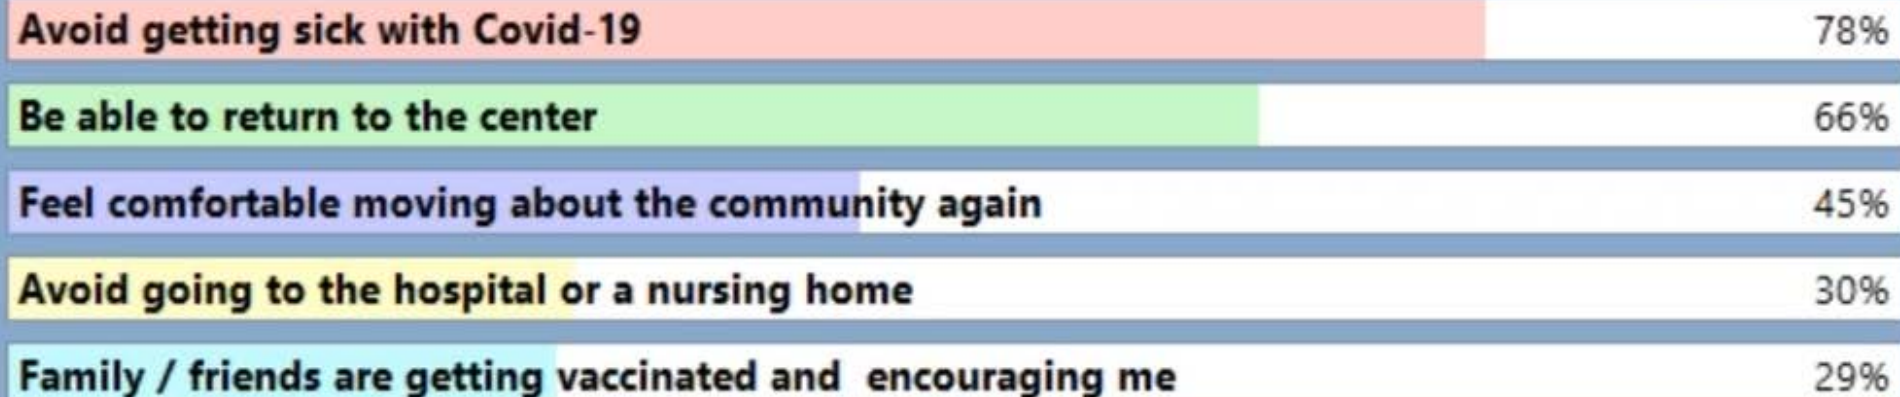 Avoid getting sick with Covid-19 78%
Be able to return to the center 66%
Feel comfortable moving about the community again 45%
Avoid going to the hospital or a nursing home 30%
Family / friends are getting vaccinated and  encouraging me 29%